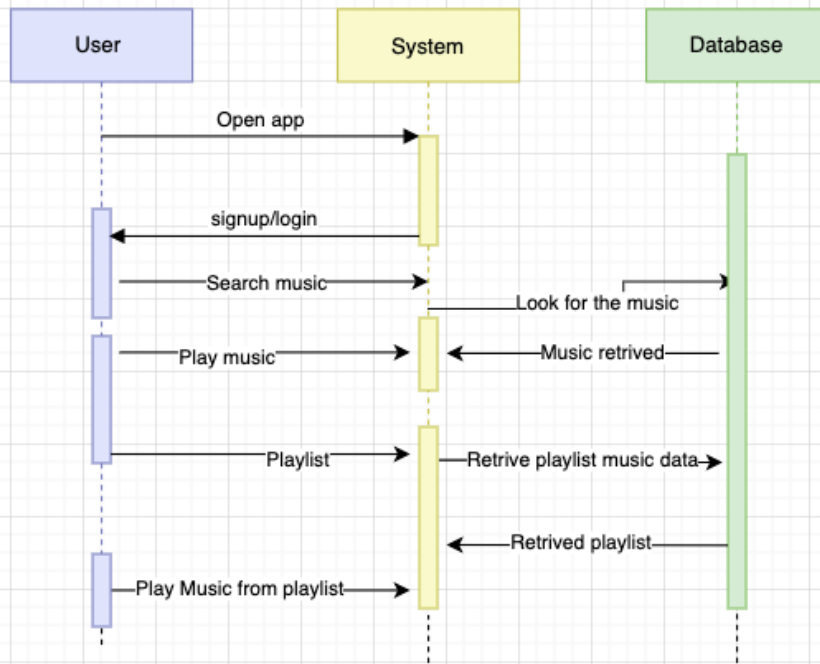 User
System
Database
Open app
signup/login
Search music
Look for the music
Play music
Music retrived
Playlist
Retrive playlist music data
Retrived playlist
Play Music from playlist